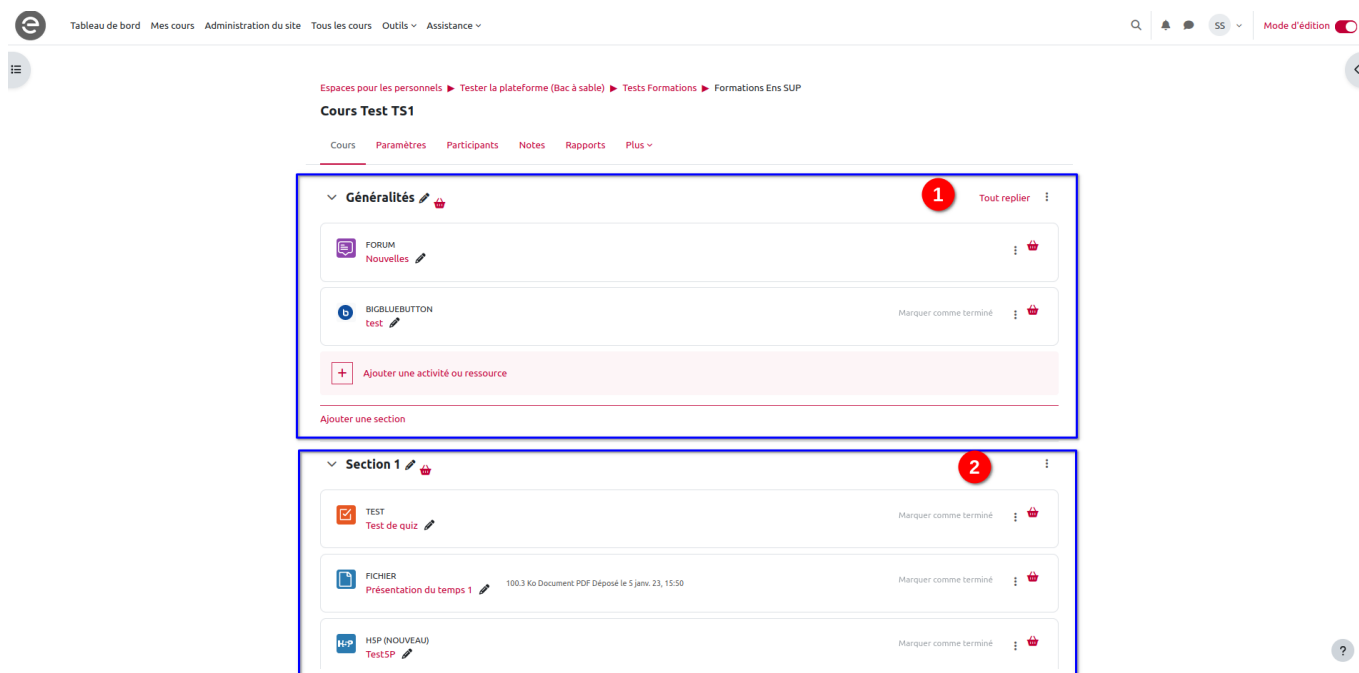 e Tableau de bord Mes cours Administration du site Tous les cours Outils Assistance SS Mode d'édition
Espaces pour les personnels ▶ Tester la plateforme (Bac à sable) ▶ Tests Formations ▶ Formations Ens SUP
Cours Test TS1
Cours Paramètres Participants Notes Rapports Plus
Généralités 1 Tout replier
FORUM
Nouvelles
BIGBLUEBUTTON
b test Marquer comme terminé
+ Ajouter une activité ou ressource
Ajouter une section
Section 1 2
TEST
Test de quiz Marquer comme terminé
FICHIER
Présentation du temps 1 100.3 Ko Document PDF Déposé le 5 janv. 23, 15:50 Marquer comme terminé
H5P (NOUVEAU)
H5P Test5P Marquer comme terminé
?